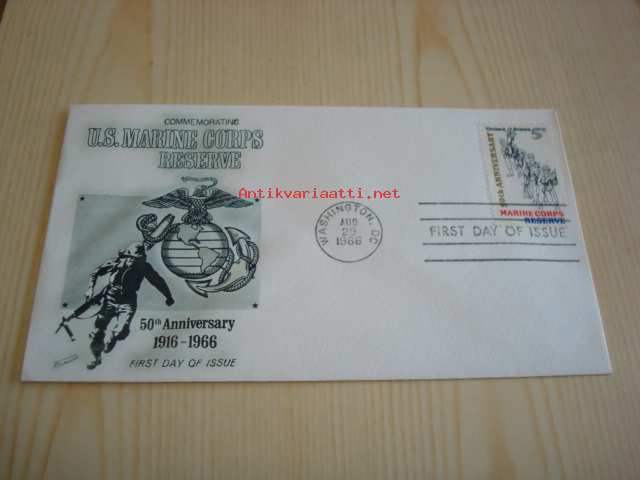 COMMEMORATING
U.S. MARINE CORPS
RESERVE
Antikvariaatti.net
50th Anniversary
1916-1966
FIRST DAY OF ISSUE
WASHINGTON, DC
AUG
29
1966
5c
50th ANNIVERSARY
MARINE CORPS
RESERVE
FIRST DAY OF ISSUE